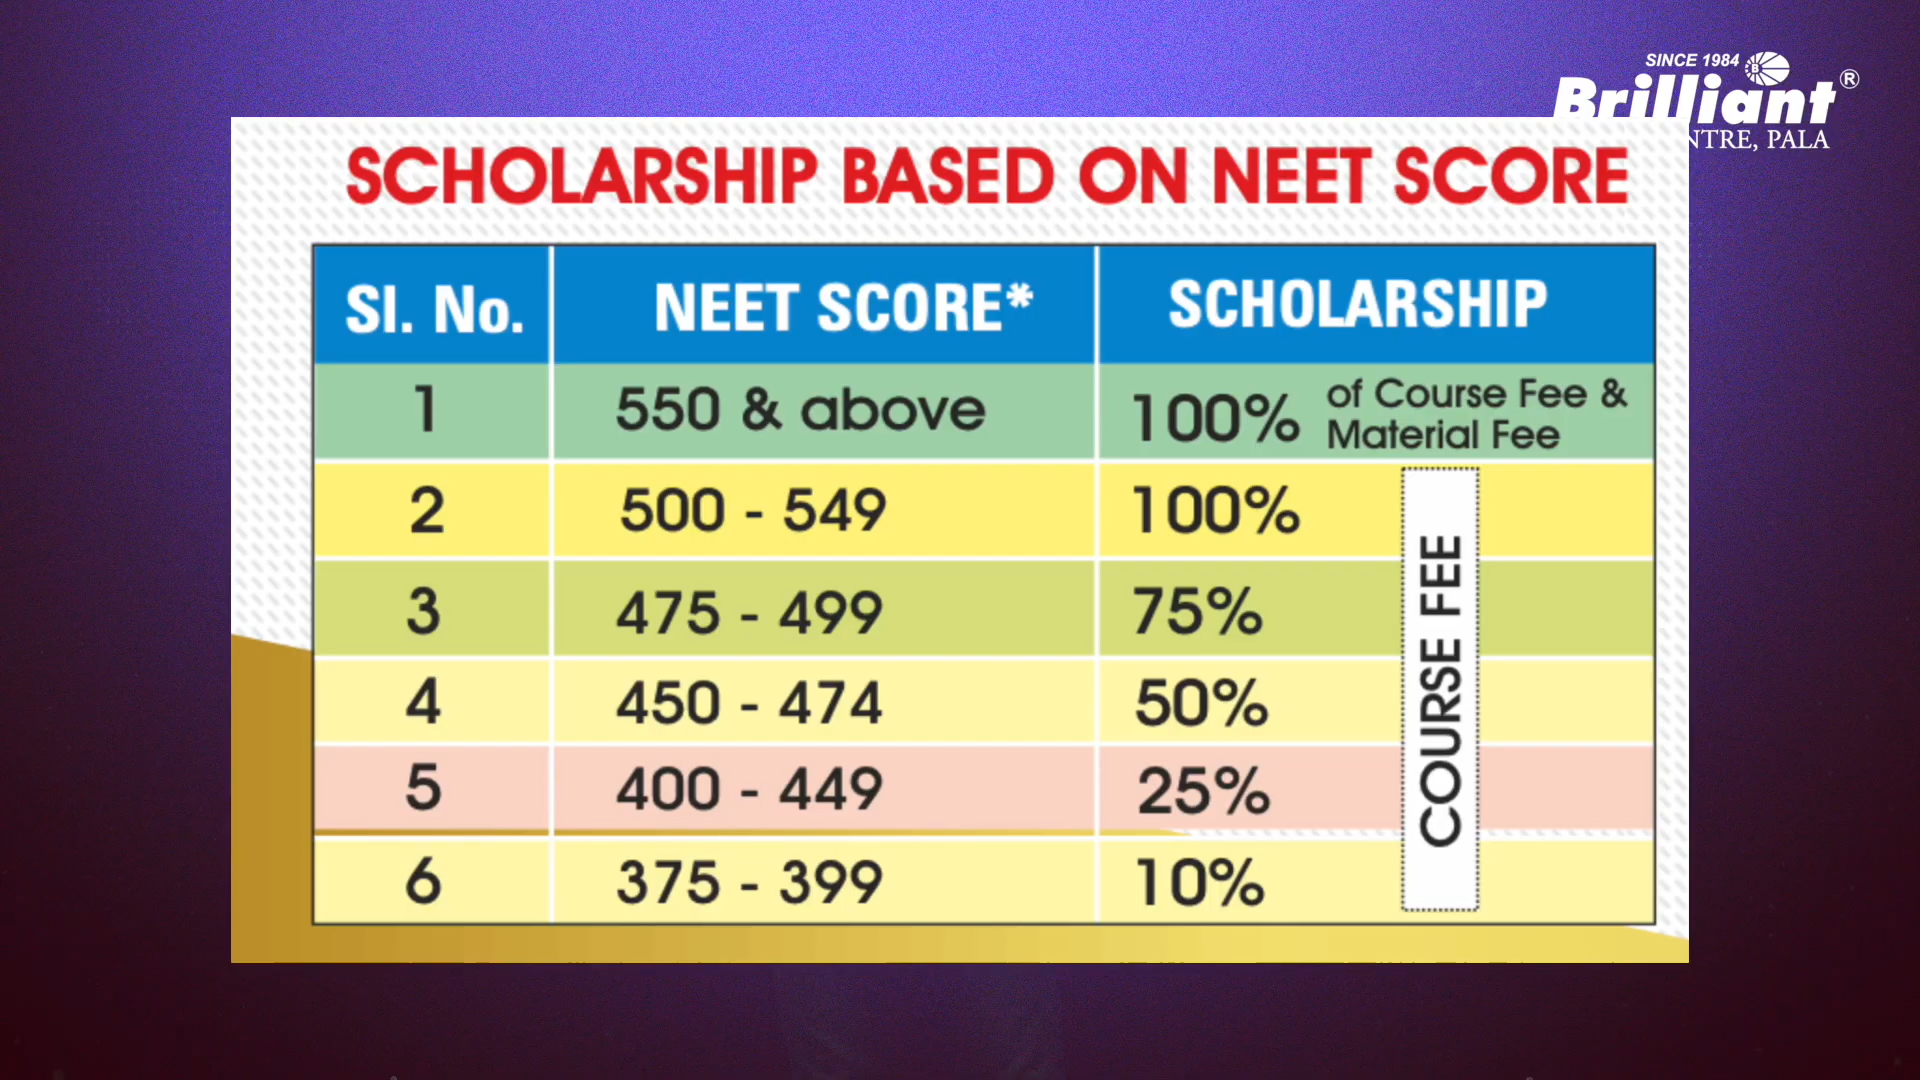 SINCE 1984
Brilliant®
NTRE, PALA
SCHOLARSHIP BASED ON NEET SCORE
Sl. No. NEET SCORE* SCHOLARSHIP
1 550 & above 100% of Course Fee & Material Fee
2 500 - 549 100%
3 475 - 499 75%
4 450 - 474 50%
5 400 - 449 25%
6 375 - 399 10%
COURSE FEE